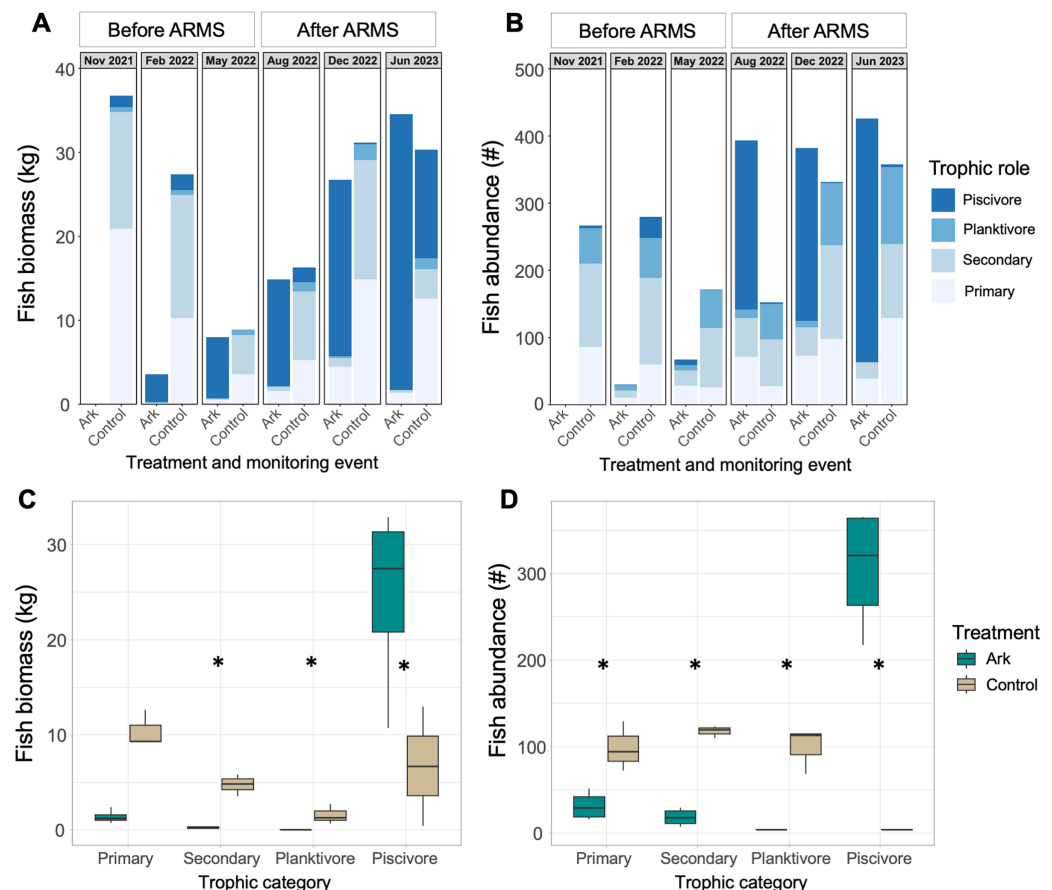 A
Before ARMS
After ARMS
Nov 2021
Feb 2022
May 2022
Aug 2022
Dec 2022
Jun 2023
Fish biomass (kg)
40
30
20
10
0
Ark
Control
Ark
Control
Ark
Control
Ark
Control
Ark
Control
Ark
Control
Treatment and monitoring event
B
Before ARMS
After ARMS
Nov 2021
Feb 2022
May 2022
Aug 2022
Dec 2022
Jun 2023
Fish abundance (#)
500
400
300
200
100
0
Ark
Control
Ark
Control
Ark
Control
Ark
Control
Ark
Control
Ark
Control
Treatment and monitoring event
Trophic role
Piscivore
Planktivore
Secondary
Primary
C
Fish biomass (kg)
30
20
10
0
*
*
*
Primary
Secondary
Planktivore
Piscivore
Trophic category
D
Fish abundance (#)
300
200
100
0
*
*
*
*
Primary
Secondary
Planktivore
Piscivore
Trophic category
Treatment
Ark
Control